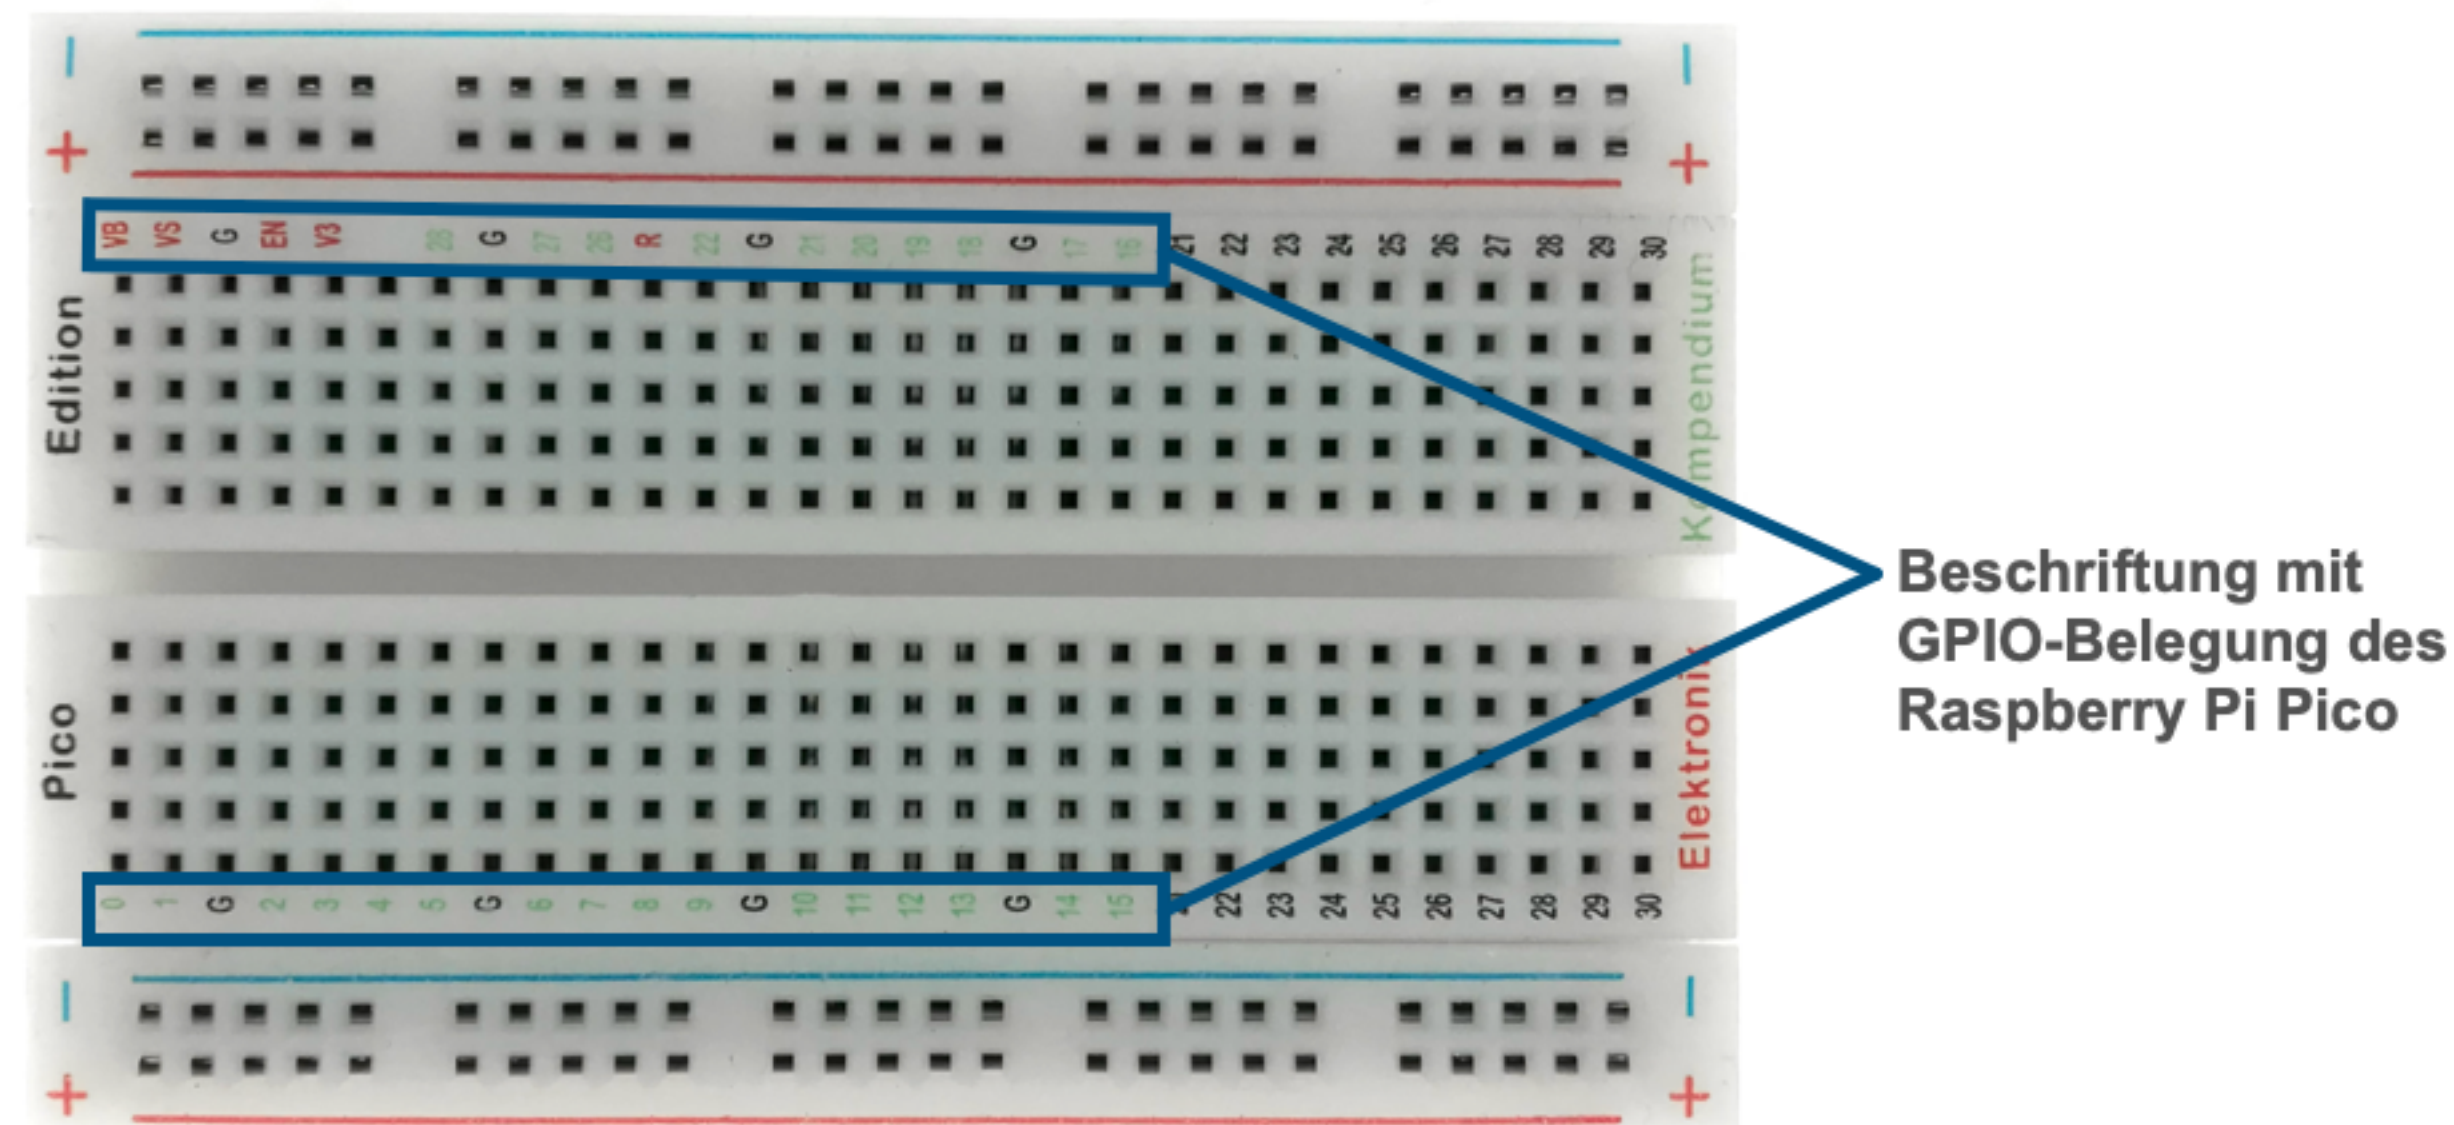 − −
+ +
VB VS G EN V3 28 G 27 26 R 22 G 21 20 19 18 G 17 16 21 22 23 24 25 26 27 28 29 30
Edition
Kompendium
Beschriftung mit
GPIO-Belegung des
Raspberry Pi Pico
Pico
Elektronik
0 1 G 2 3 4 5 G 6 7 8 9 G 10 11 12 13 G 14 15 22 23 24 25 26 27 28 29 30
− −
+ +